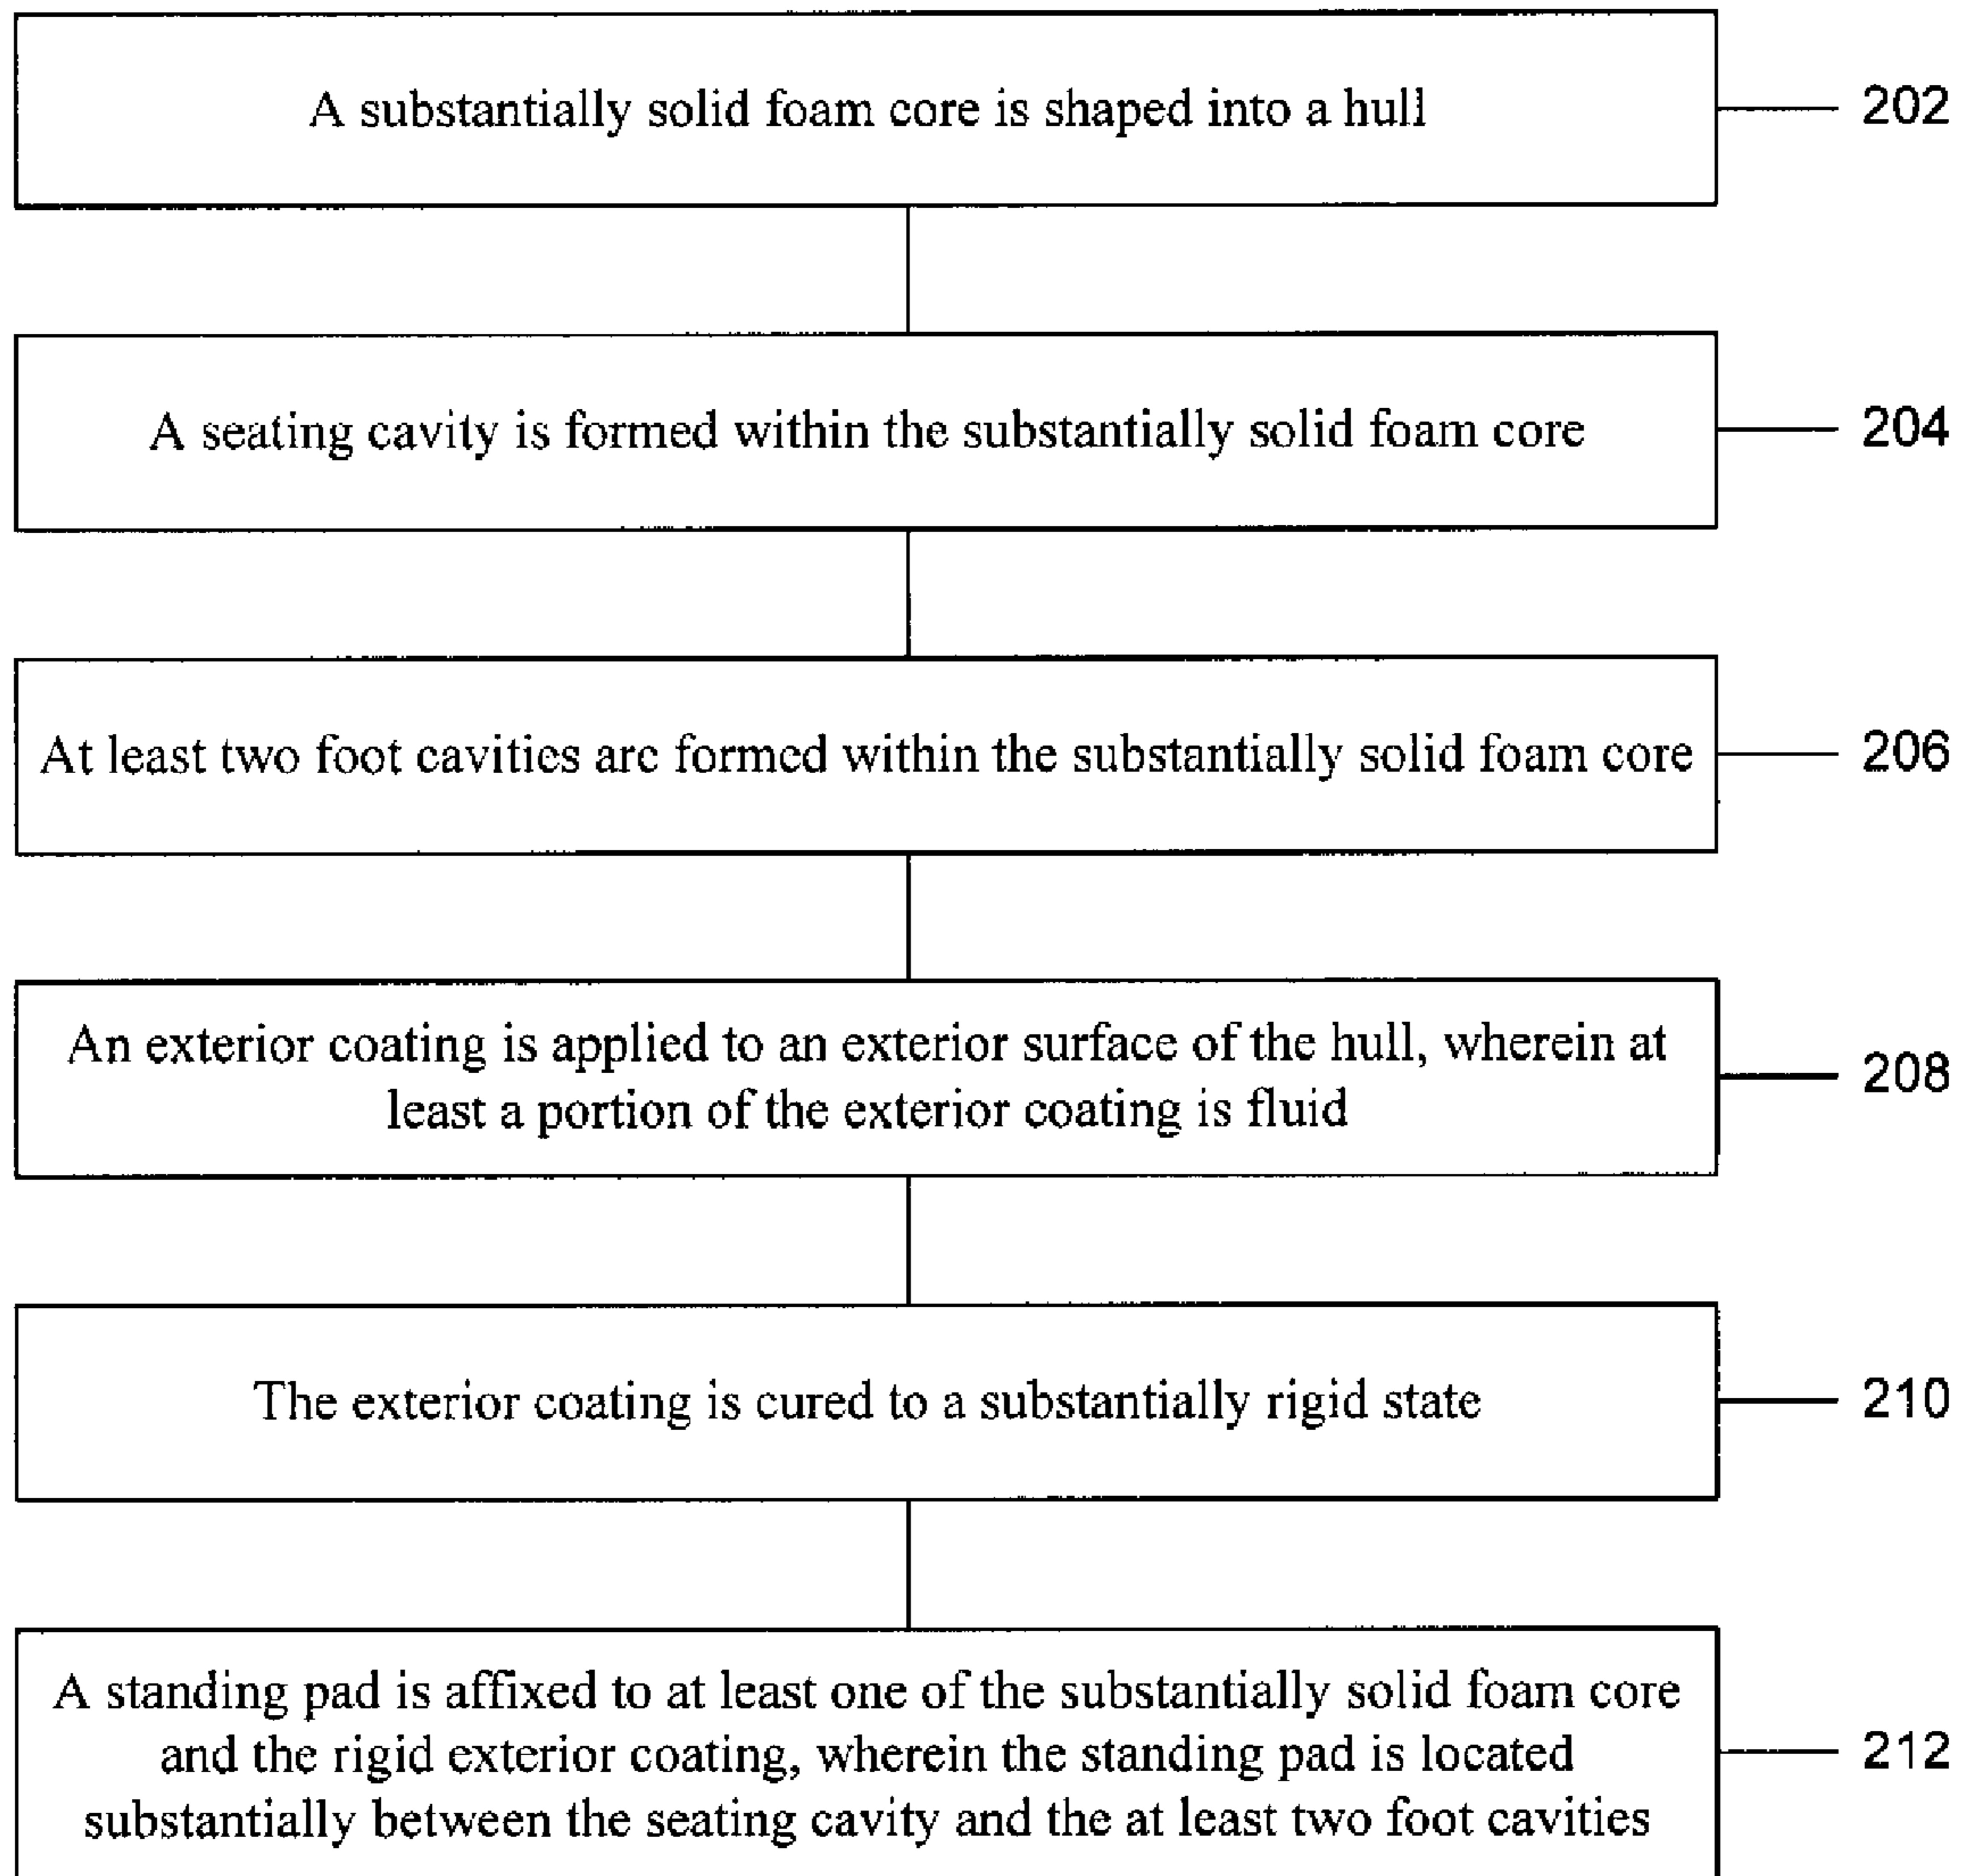 A substantially solid foam core is shaped into a hull
202
A seating cavity is formed within the substantially solid foam core
204
At least two foot cavities are formed within the substantially solid foam core
206
An exterior coating is applied to an exterior surface of the hull, wherein at
least a portion of the exterior coating is fluid
208
The exterior coating is cured to a substantially rigid state
210
A standing pad is affixed to at least one of the substantially solid foam core
and the rigid exterior coating, wherein the standing pad is located
substantially between the seating cavity and the at least two foot cavities
212